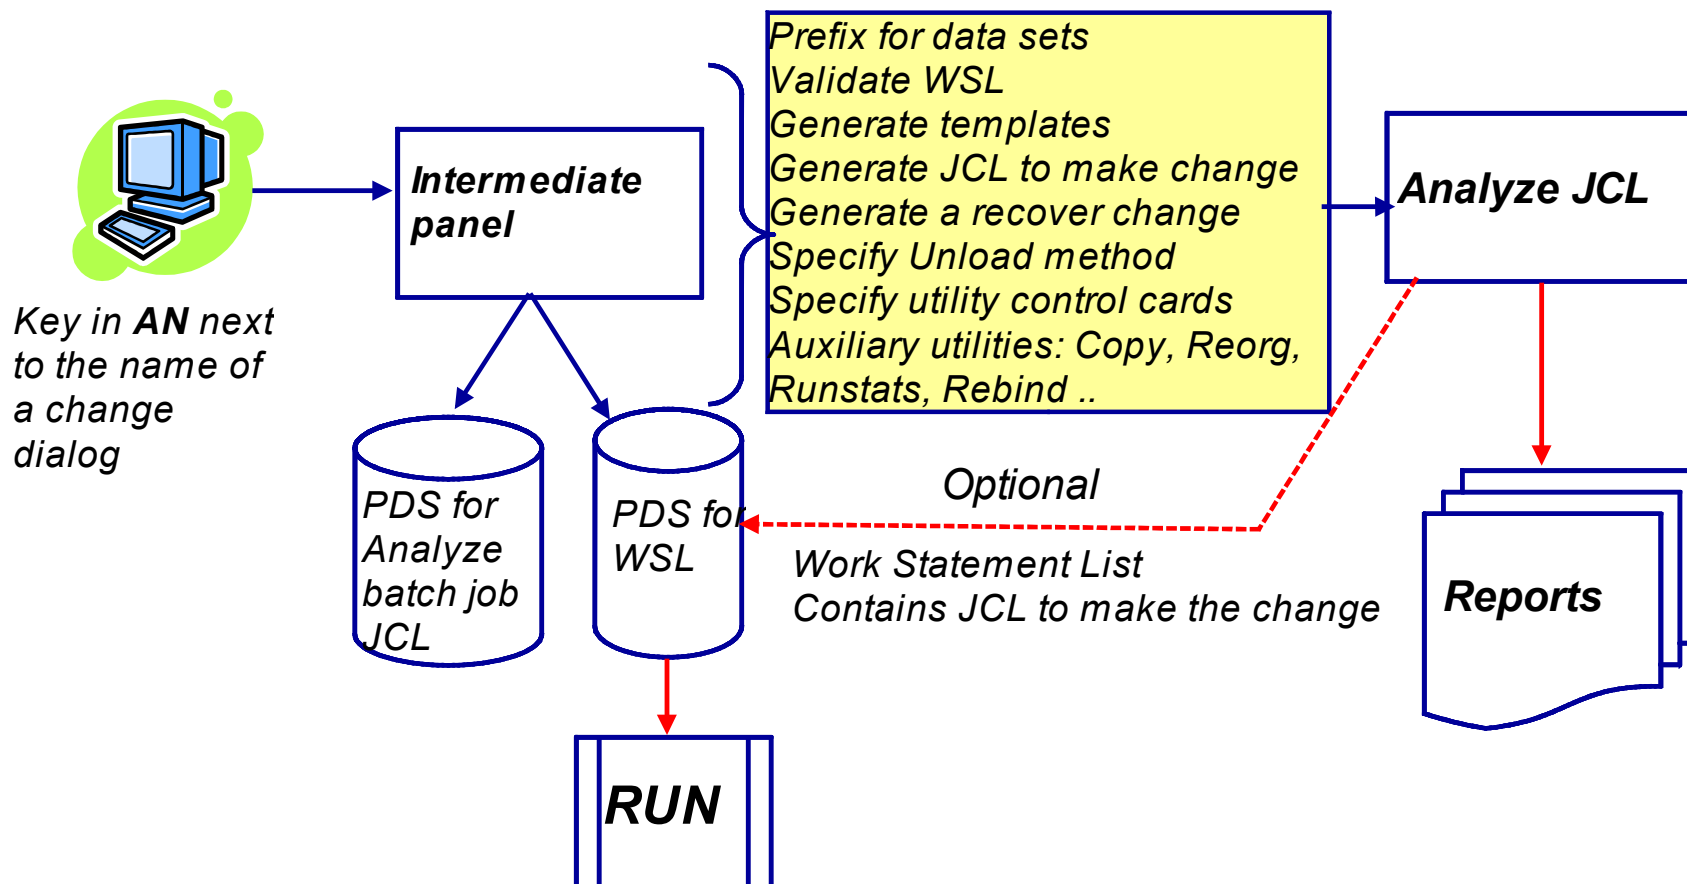 Key in AN next
to the name of
a change
dialog
Intermediate
panel
Prefix for data sets
Validate WSL
Generate templates
Generate JCL to make change
Generate a recover change
Specify Unload method
Specify utility control cards
Auxiliary utilities: Copy, Reorg,
Runstats, Rebind ..
Analyze JCL
PDS for
Analyze
batch job
JCL
PDS for
WSL
Optional
Work Statement List
Contains JCL to make the change
Reports
RUN